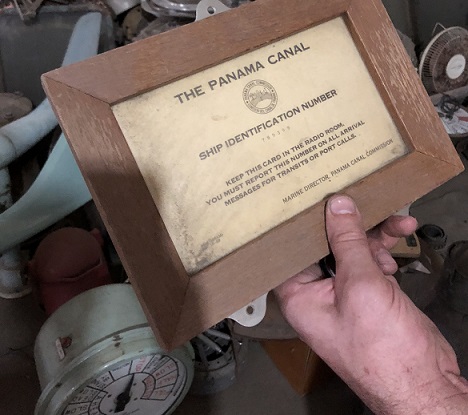 THE PANAMA CANAL
SHIP IDENTIFICATION NUMBER
KEEP THIS CARD IN THE RADIO ROOM.
YOU MUST REPORT THIS NUMBER ON ALL ARRIVAL
MESSAGES FOR TRANSITS OR PORT CALLS.
MARINE DIRECTOR, PANAMA CANAL COMMISSION